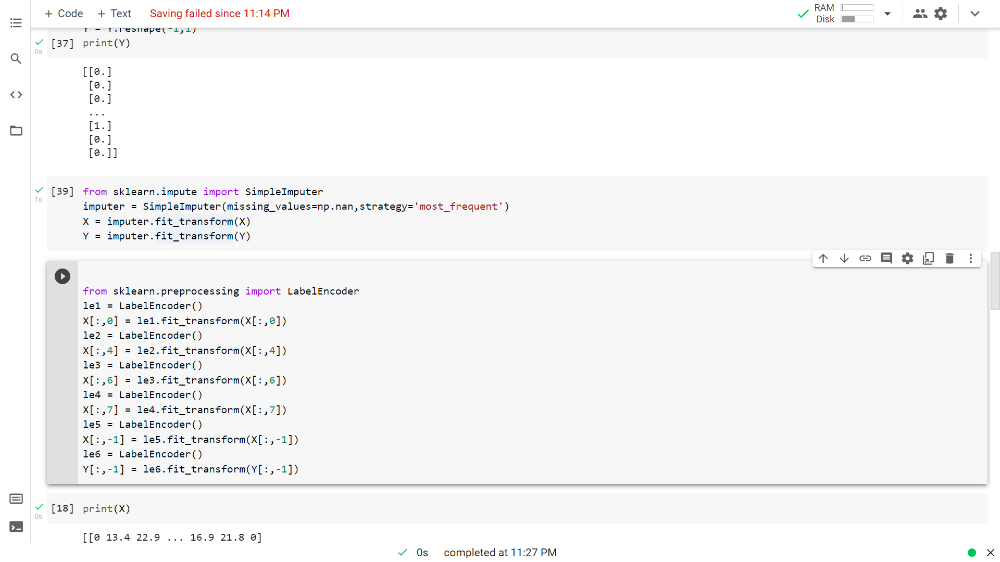 + Code + Text Saving failed since 11:14 PM
RAM
Disk
Y = Y.reshape(-1,1)
[37] print(Y)
0s
[[0.]
[0.]
[0.]
...
[1.]
[0.]
[0.]]
[39] from sklearn.impute import SimpleImputer
1s
imputer = SimpleImputer(missing_values=np.nan,strategy='most_frequent')
X = imputer.fit_transform(X)
Y = imputer.fit_transform(Y)
from sklearn.preprocessing import LabelEncoder
le1 = LabelEncoder()
X[:,0] = le1.fit_transform(X[:,0])
le2 = LabelEncoder()
X[:,4] = le2.fit_transform(X[:,4])
le3 = LabelEncoder()
X[:,6] = le3.fit_transform(X[:,6])
le4 = LabelEncoder()
X[:,7] = le4.fit_transform(X[:,7])
le5 = LabelEncoder()
X[:,-1] = le5.fit_transform(X[:,-1])
le6 = LabelEncoder()
Y[:,-1] = le6.fit_transform(Y[:,-1])
[18] print(X)
0s
[[0 13.4 22.9 ... 16.9 21.8 0]
0s completed at 11:27 PM